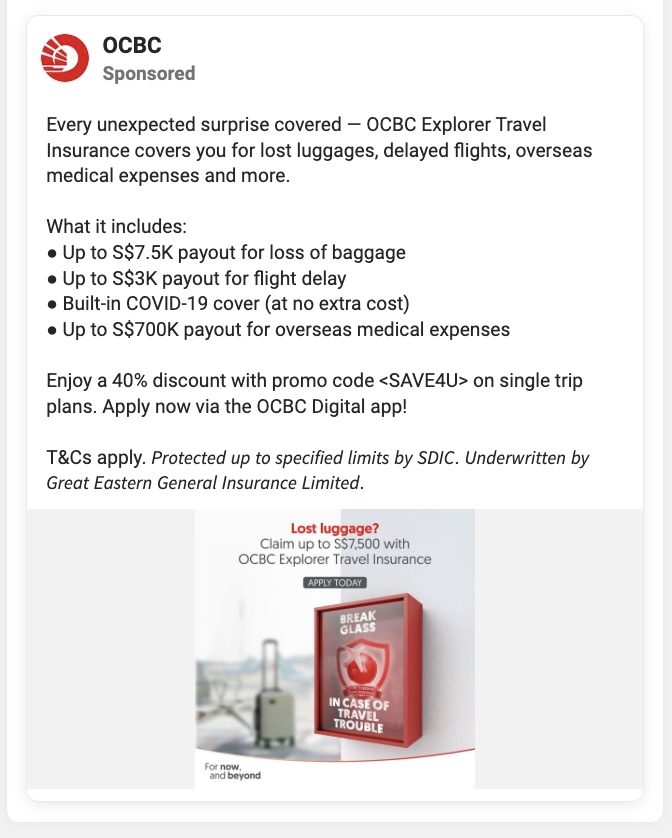 OCBC
Sponsored
Every unexpected surprise covered — OCBC Explorer Travel
Insurance covers you for lost luggages, delayed flights, overseas
medical expenses and more.
What it includes:
● Up to S$7.5K payout for loss of baggage
● Up to S$3K payout for flight delay
● Built-in COVID-19 cover (at no extra cost)
● Up to S$700K payout for overseas medical expenses
Enjoy a 40% discount with promo code <SAVE4U> on single trip
plans. Apply now via the OCBC Digital app!
T&Cs apply. Protected up to specified limits by SDIC. Underwritten by
Great Eastern General Insurance Limited.
Lost luggage?
Claim up to S$7,500 with
OCBC Explorer Travel Insurance
APPLY TODAY
BREAK
GLASS
IN CASE OF
TRAVEL
TROUBLE
For now,
and beyond